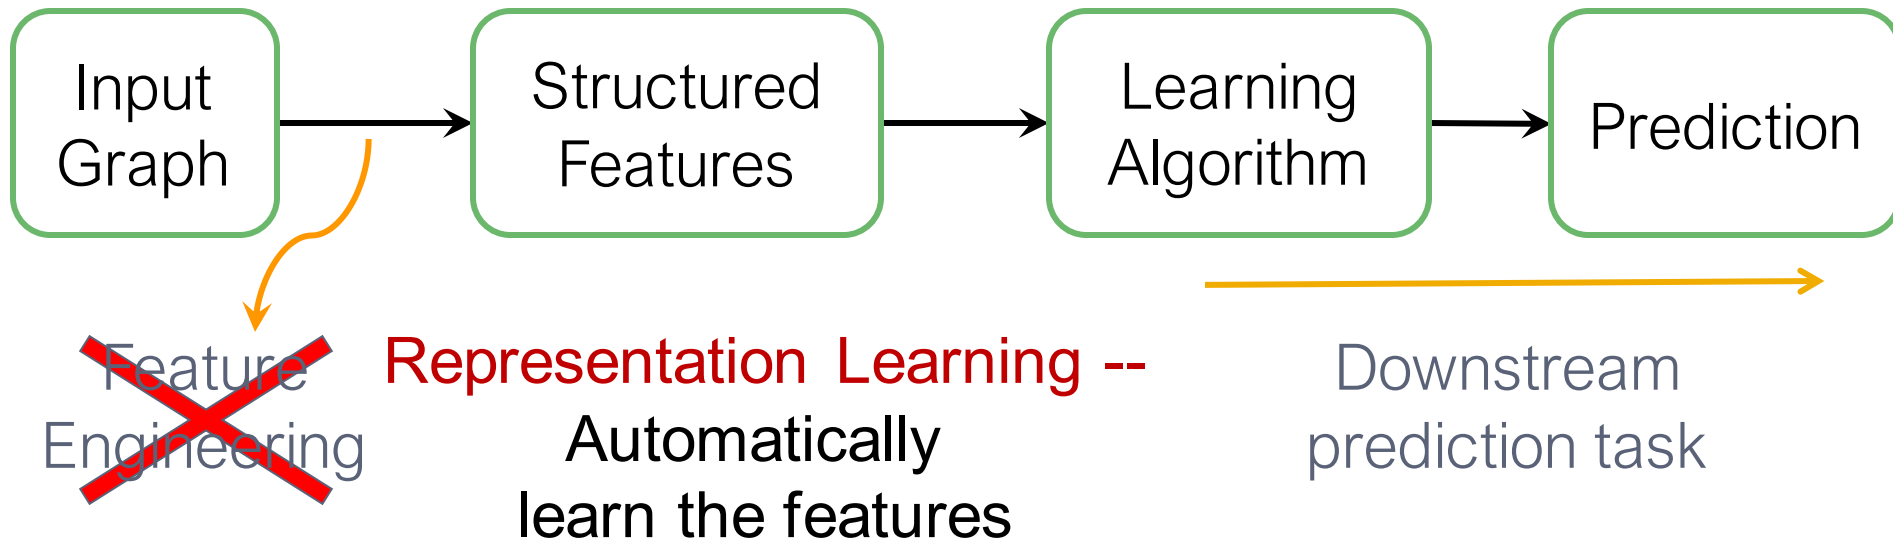 Input
Graph
Structured
Features
Learning
Algorithm
Prediction
Feature
Engineering
Representation Learning --
Automatically
learn the features
Downstream
prediction task